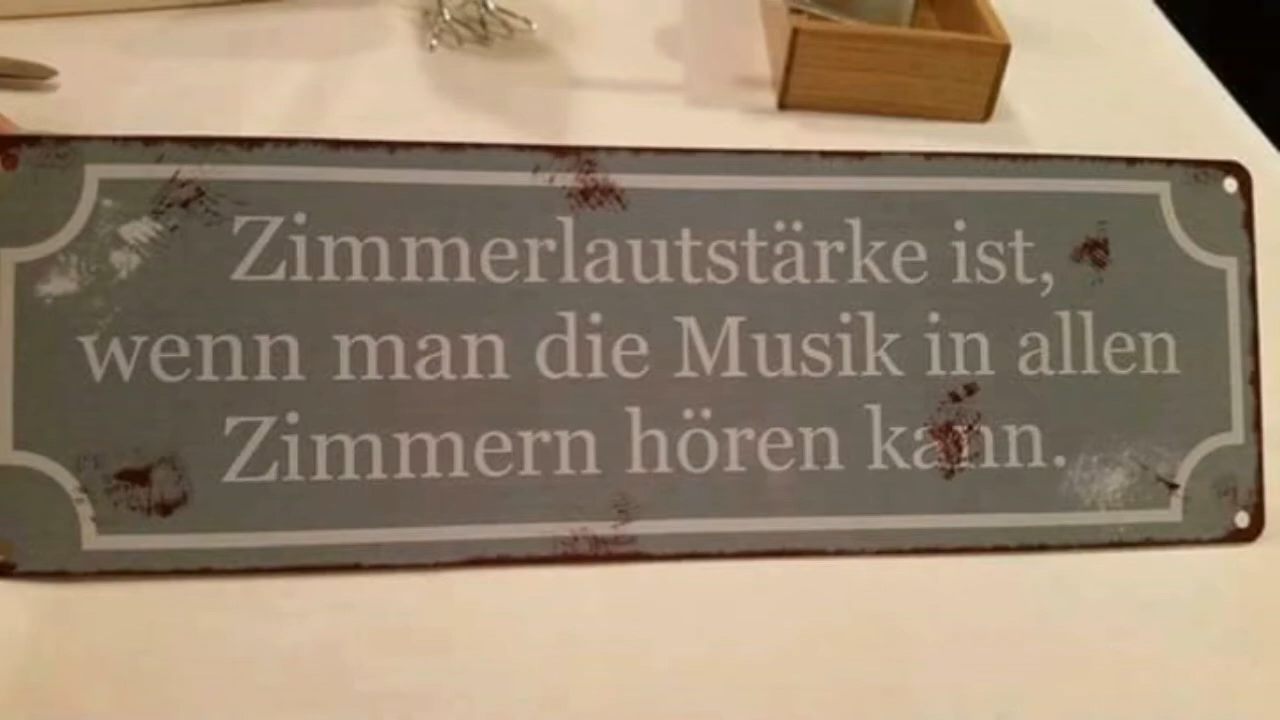 Zimmerlautstärke ist,
wenn man die Musik in allen
Zimmern hören kann.